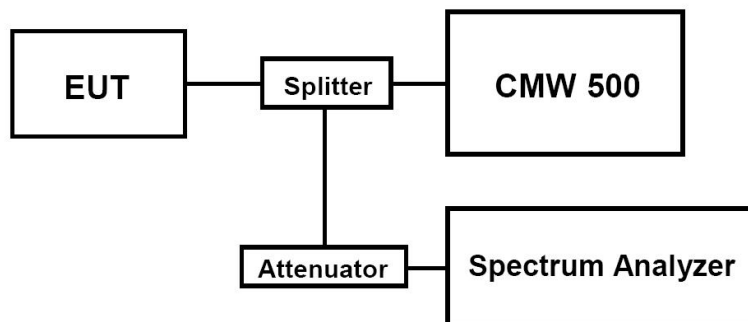 EUT
Splitter
CMW 500
Attenuator
Spectrum Analyzer